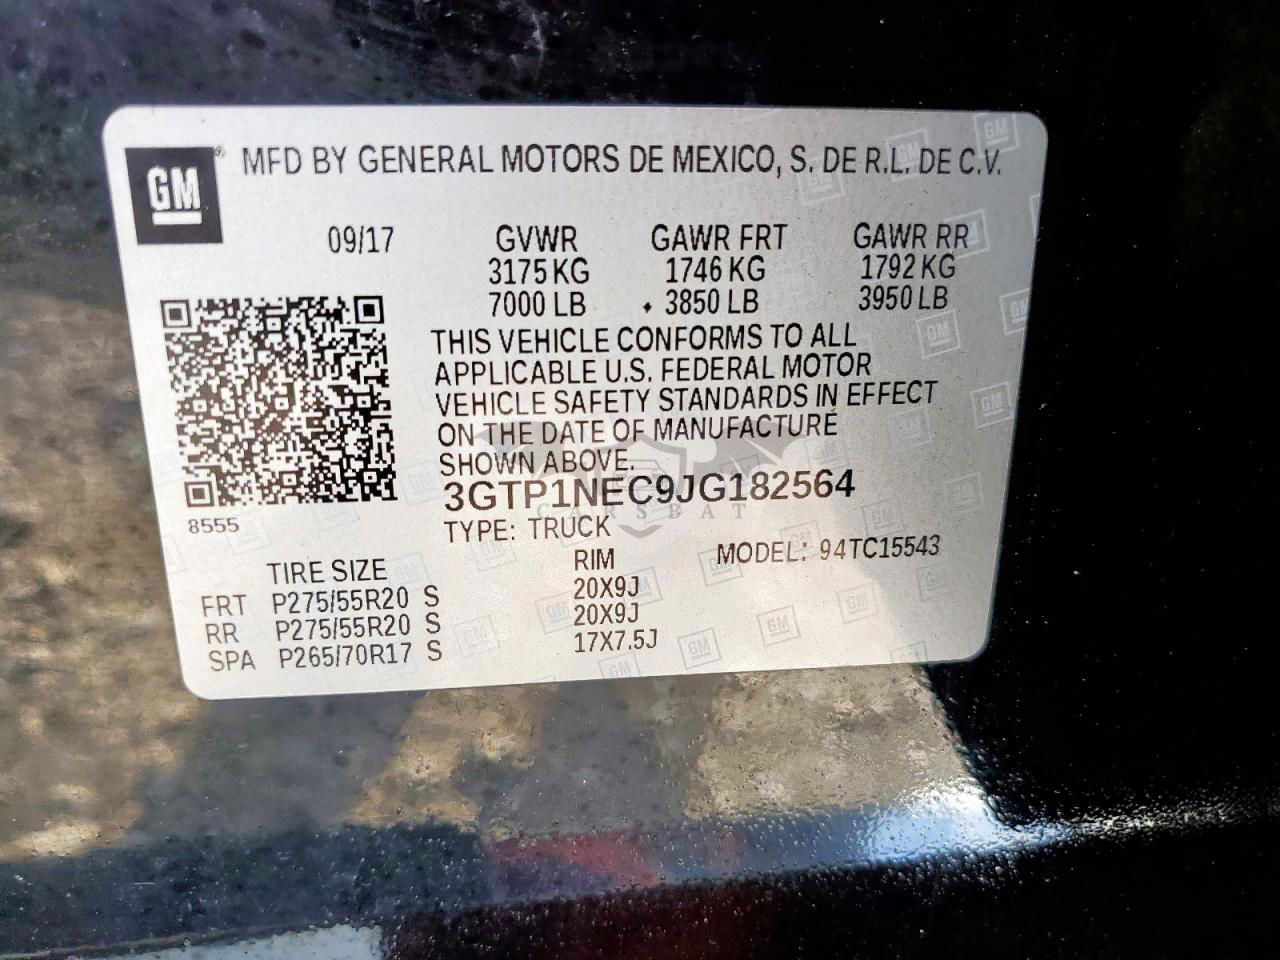 GM
MFD BY GENERAL MOTORS DE MEXICO, S. DE R.L. DE C.V.
09/17 GVWR GAWR FRT GAWR RR
3175 KG 1746 KG 1792 KG
7000 LB 3850 LB 3950 LB
THIS VEHICLE CONFORMS TO ALL
APPLICABLE U.S. FEDERAL MOTOR
VEHICLE SAFETY STANDARDS IN EFFECT
ON THE DATE OF MANUFACTURE
SHOWN ABOVE.
3GTP1NEC9JG182564
CARSBAT
8555
TYPE: TRUCK
TIRE SIZE RIM MODEL: 94TC15543
FRT P275/55R20 S 20X9J
RR P275/55R20 S 20X9J
SPA P265/70R17 S 17X7.5J